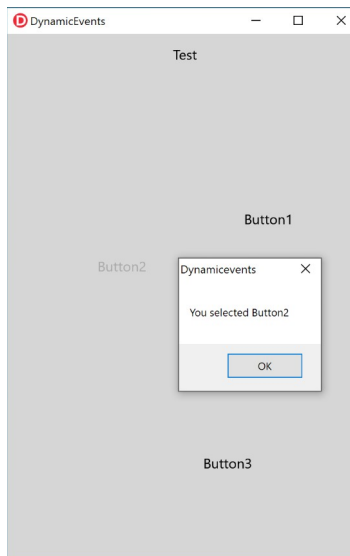 DynamicEvents
Test
Button1
Button2
Dynamicevents
You selected Button2
OK
Button3